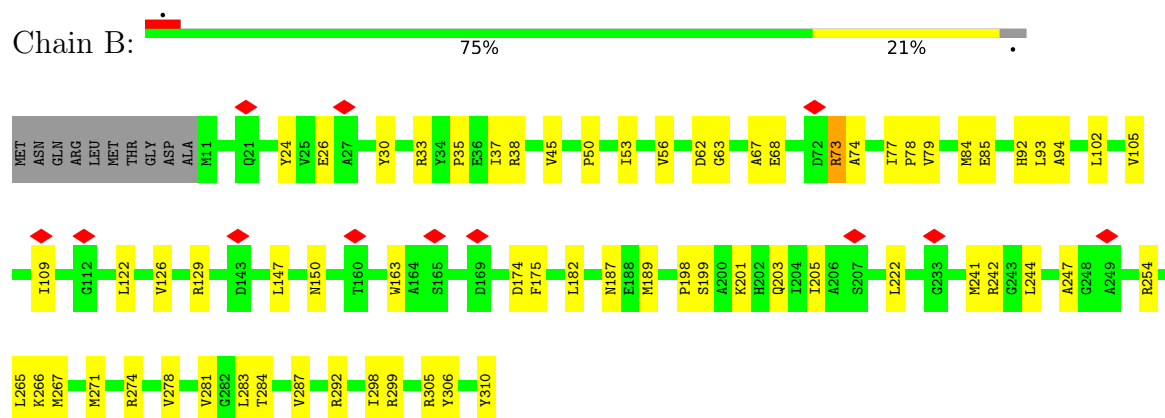 Chain B:
75%
21%
MET ASN GLN ARG LEU MET THR GLY ASP ALA M11 Q21 Y24 V25 E26 A27 Y30 R33 Y34 P35 E36 I37 R38 V45 P50 I53 V56 D62 G63 A67 E68 D72 R73 A74 I77 P78 V79 M84 E85 H92 L93 A94 L102 V105
I109 G112 L122 V126 R129 D143 L147 N150 T160 W163 A164 S165 D169 D174 F175 L182 N187 E188 M189 P198 S199 A200 K201 H202 Q203 I204 I205 A206 S207 L222 G233 M241 R242 G243 L244 A247 G248 A249 R254
L265 K266 M267 M271 R274 V278 V281 G282 L283 T284 V287 R292 I298 R299 R305 Y306 Y310